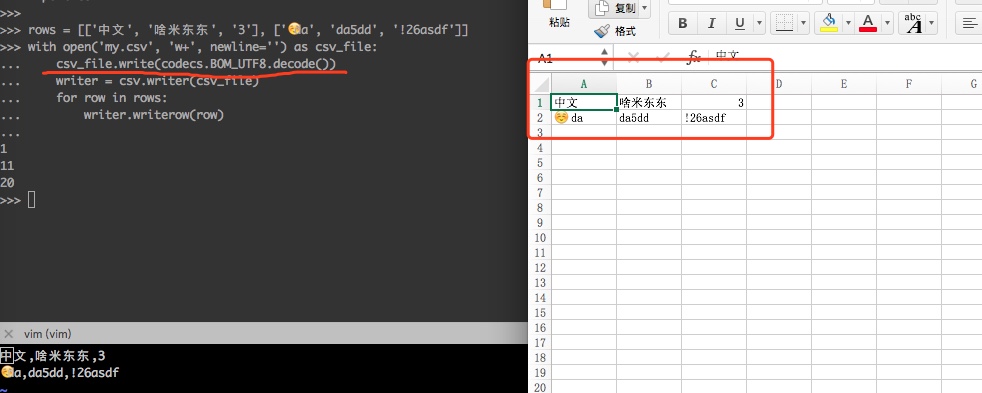 >>>
>>> rows = [['中文', '啥米东东', '3'], ['☺️a', 'da5dd', '!26asdf']]
>>> with open('my.csv', 'w+', newline='') as csv_file:
...     csv_file.write(codecs.BOM_UTF8.decode())
...     writer = csv.writer(csv_file)
...     for row in rows:
...         writer.writerow(row)
...
1
11
20
>>>
vim (vim)
中文,啥米东东,3
☺️a,da5dd,!26asdf
~
粘贴
复制
格式
B I U A abc A
A1 fx 中文
A B C D E F G
1 中文 啥米东东 3
2 ☺️ da da5dd !26asdf
3
4
5
6
7
8
9
10
11
12
13
14
15
16
17
18
19
20